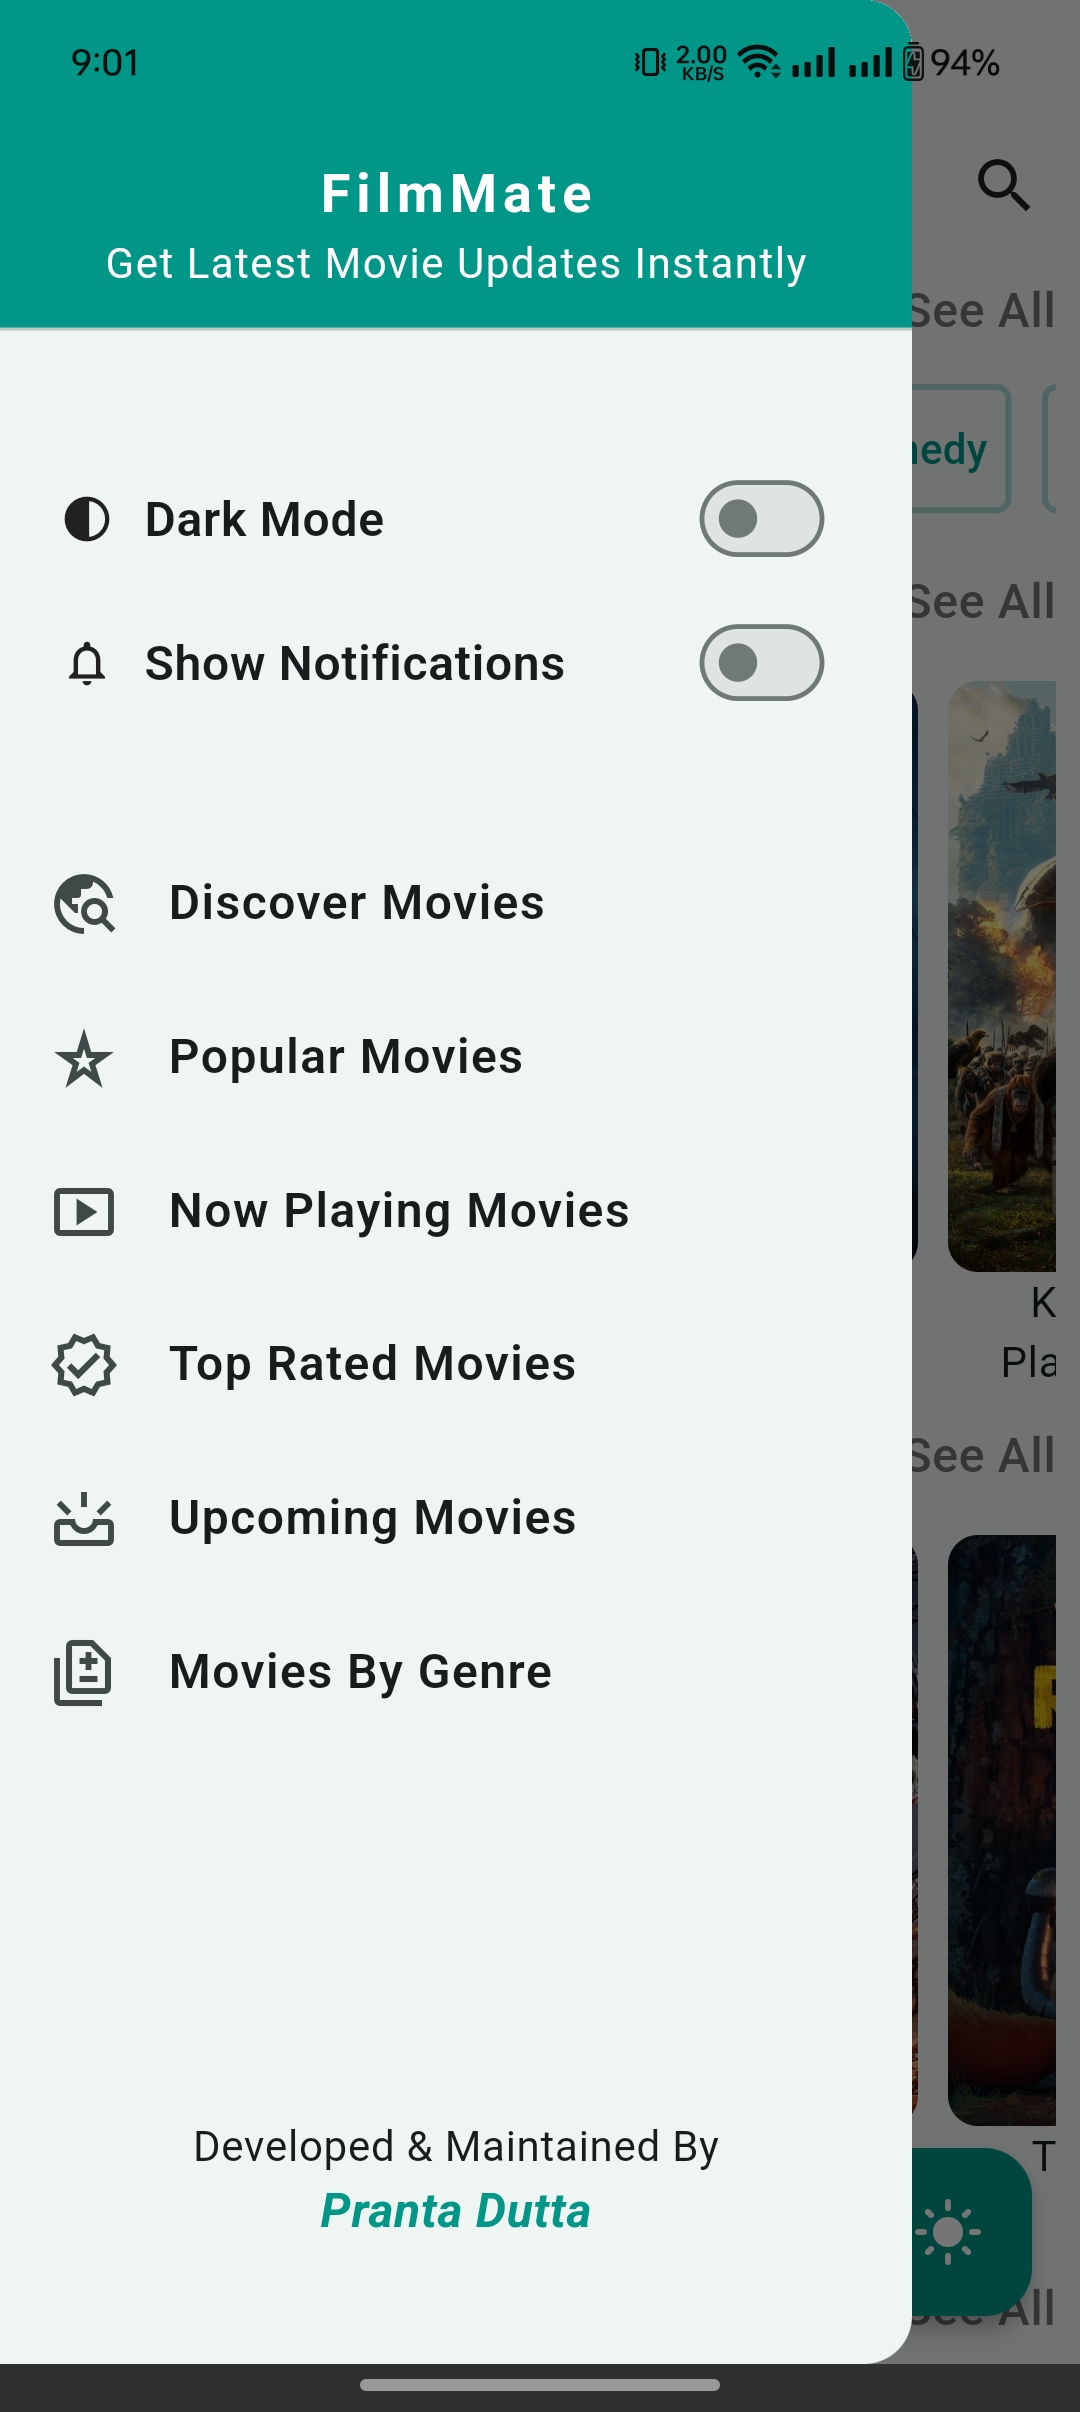 9:01
2.00
KB/S
94%
FilmMate
Get Latest Movie Updates Instantly
See All
Dark Mode
Show Notifications
See All
Discover Movies
Popular Movies
Now Playing Movies
Top Rated Movies
See All
Upcoming Movies
Movies By Genre
Developed & Maintained By
Pranta Dutta
See All